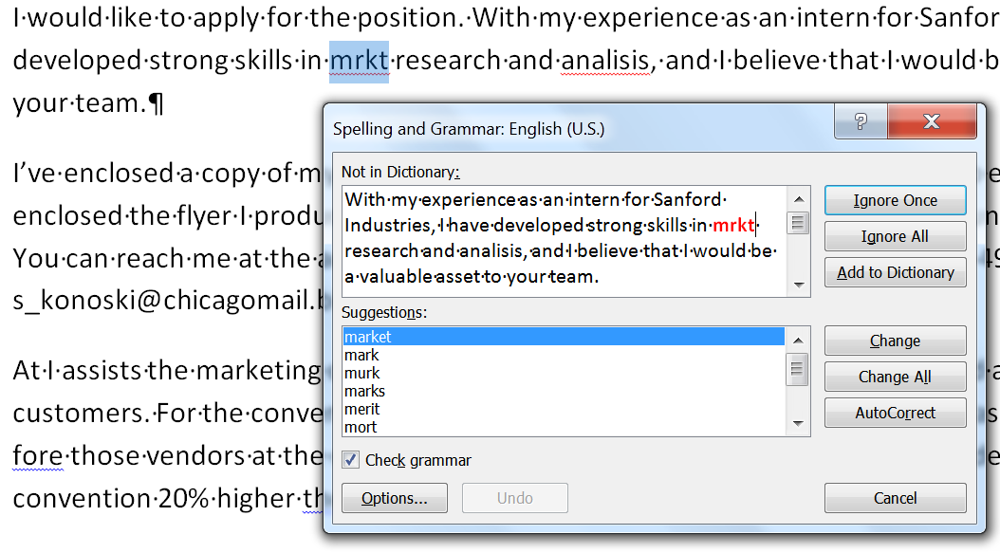 I would like to apply for the position. With my experience as an intern for Sanfor
developed strong skills in mrkt research and analisis, and I believe that I would b
your team.¶
I've enclosed a copy of m
enclosed the flyer I produ
You can reach me at the a
s_konoski@chicagomail.b
At I assists the marketing
customers. For the conve
fore those vendors at the
convention 20% higher th
Spelling and Grammar: English (U.S.)
?
X
Not in Dictionary:
With my experience as an intern for Sanford
Industries, I have developed strong skills in mrkt
research and analisis, and I believe that I would be
a valuable asset to your team.
Ignore Once
Ignore All
Add to Dictionary
Suggestions:
market
mark
murk
marks
merit
mort
Change
Change All
AutoCorrect
Check grammar
Options...
Undo
Cancel